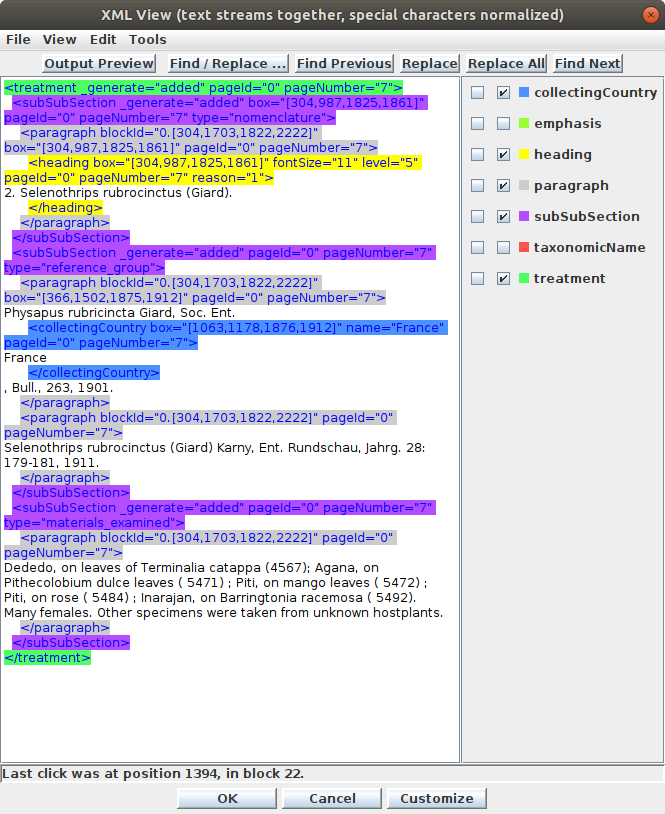 XML View (text streams together, special characters normalized)
File View Edit Tools
Output Preview Find / Replace ... Find Previous Replace Replace All Find Next
<treatment _generate="added" pageId="0" pageNumber="7">
<subSubSection _generate="added" box="[304,987,1825,1861]"
pageId="0" pageNumber="7" type="nomenclature">
<paragraph blockId="0.[304,1703,1822,2222]"
box="[304,987,1825,1861]" pageId="0" pageNumber="7">
<heading box="[304,987,1825,1861]" fontSize="11" level="5"
pageId="0" pageNumber="7" reason="1">
2. Selenothrips rubrocinctus (Giard).
</heading>
</paragraph>
</subSubSection>
<subSubSection _generate="added" pageId="0" pageNumber="7"
type="reference_group">
<paragraph blockId="0.[304,1703,1822,2222]"
box="[366,1502,1875,1912]" pageId="0" pageNumber="7">
Physapus rubricincta Giard, Soc. Ent.
<collectingCountry box="[1063,1178,1876,1912]" name="France"
pageId="0" pageNumber="7">
France
</collectingCountry>
, Bull., 263, 1901.
</paragraph>
<paragraph blockId="0.[304,1703,1822,2222]" pageId="0"
pageNumber="7">
Selenothrips rubrocinctus (Giard) Karny, Ent. Rundschau, Jahrg. 28:
179-181, 1911.
</paragraph>
</subSubSection>
<subSubSection _generate="added" pageId="0" pageNumber="7"
type="materials_examined">
<paragraph blockId="0.[304,1703,1822,2222]" pageId="0"
pageNumber="7">
Dededo, on leaves of Terminalia catappa (4567); Agana, on
Pithecolobium dulce leaves ( 5471) ; Piti, on mango leaves ( 5472) ;
Piti, on rose ( 5484) ; Inarajan, on Barringtonia racemosa ( 5492).
Many females. Other specimens were taken from unknown hostplants.
</paragraph>
</subSubSection>
</treatment>
collectingCountry
emphasis
heading
paragraph
subSubSection
taxonomicName
treatment
Last click was at position 1394, in block 22.
OK Cancel Customize